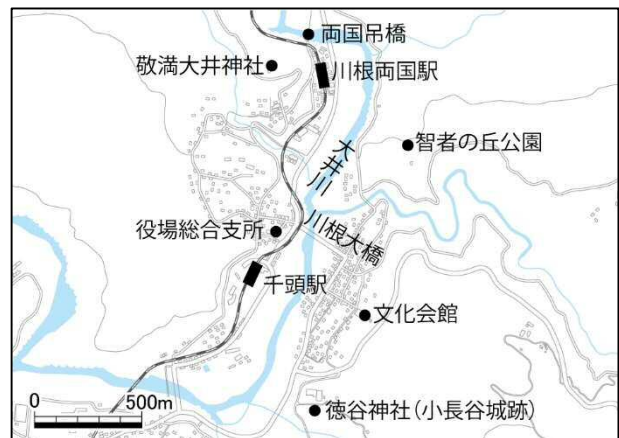 両国吊橋
敬満大井神社
川根両国駅
智者の丘公園
大井川
役場総合支所
川根大橋
千頭駅
文化会館
0 500m
徳谷神社(小長谷城跡)